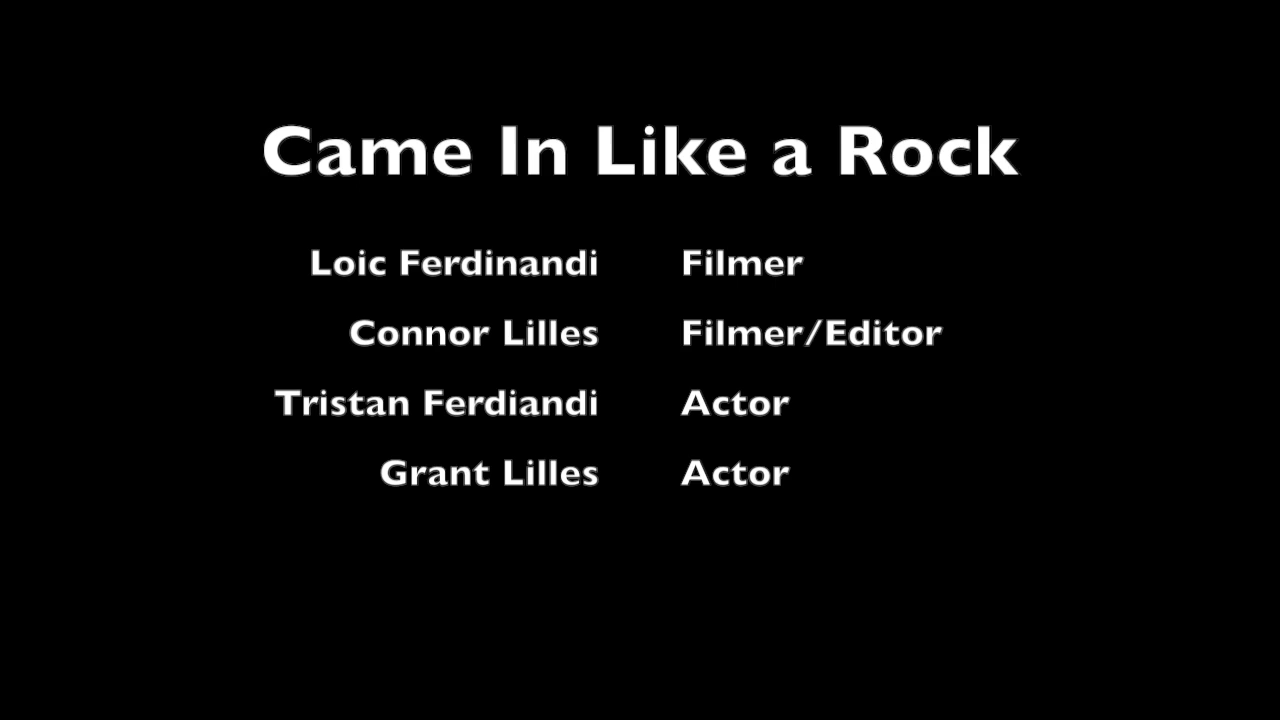 Came In Like a Rock
Loic Ferdinandi Filmer
Connor Lilles Filmer/Editor
Tristan Ferdiandi Actor
Grant Lilles Actor